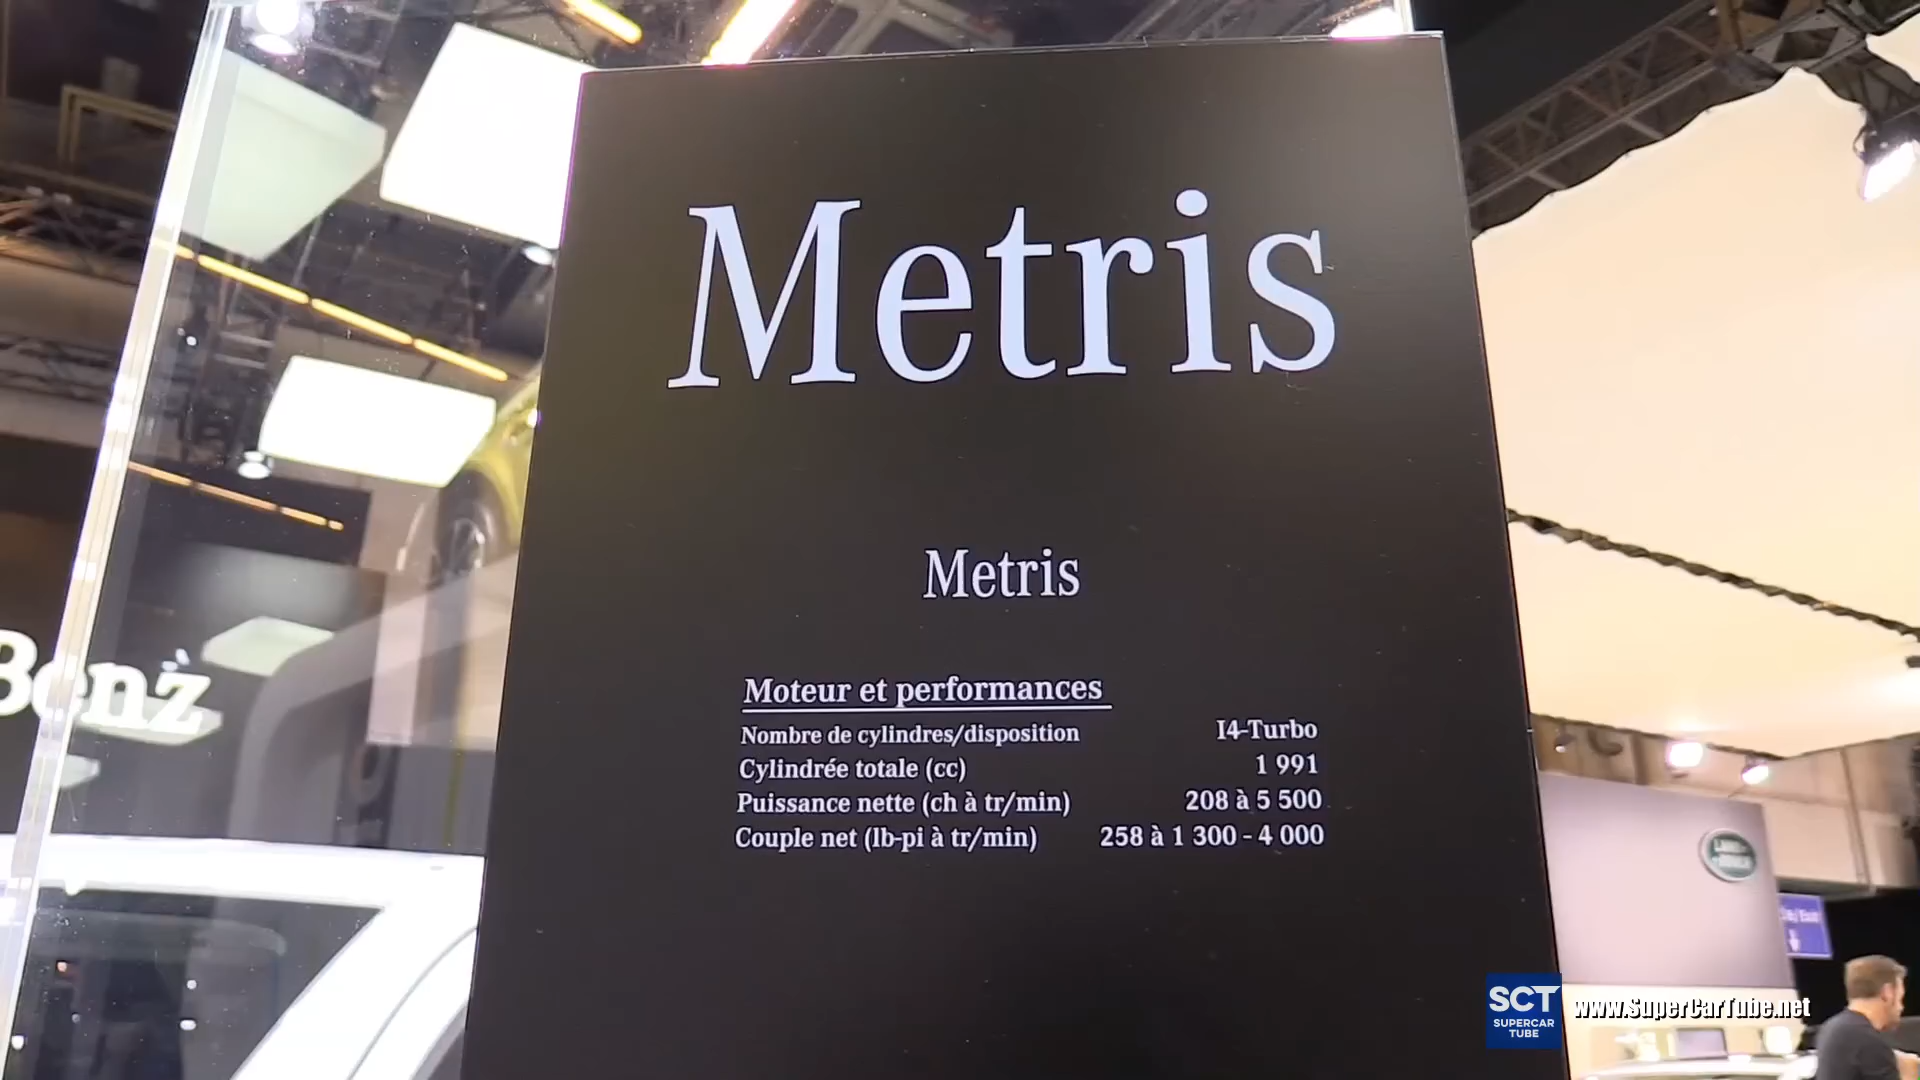 Metris
Metris
Moteur et performances
Nombre de cylindres/disposition I4-Turbo
Cylindrée totale (cc) 1 991
Puissance nette (ch à tr/min) 208 à 5 500
Couple net (lb-pi à tr/min) 258 à 1 300 - 4 000
Benz
LAND
ROVER
SCT
SUPERCAR
TUBE
www.SuperCarTube.net